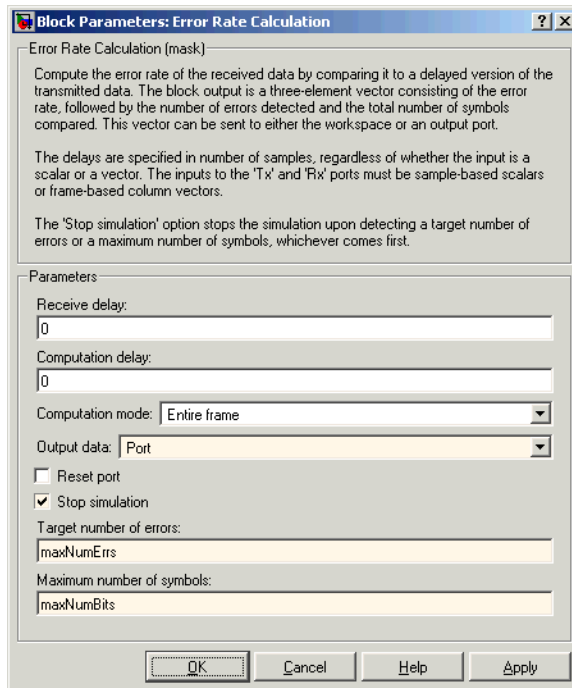 Block Parameters: Error Rate Calculation
Error Rate Calculation (mask)
Compute the error rate of the received data by comparing it to a delayed version of the
transmitted data. The block output is a three-element vector consisting of the error
rate, followed by the number of errors detected and the total number of symbols
compared. This vector can be sent to either the workspace or an output port.
The delays are specified in number of samples, regardless of whether the input is a
scalar or a vector. The inputs to the 'Tx' and 'Rx' ports must be sample-based scalars
or frame-based column vectors.
The 'Stop simulation' option stops the simulation upon detecting a target number of
errors or a maximum number of symbols, whichever comes first.
Parameters
Receive delay:
0
Computation delay:
0
Computation mode: Entire frame
Output data: Port
Reset port
Stop simulation
Target number of errors:
maxNumErrs
Maximum number of symbols:
maxNumBits
OK Cancel Help Apply